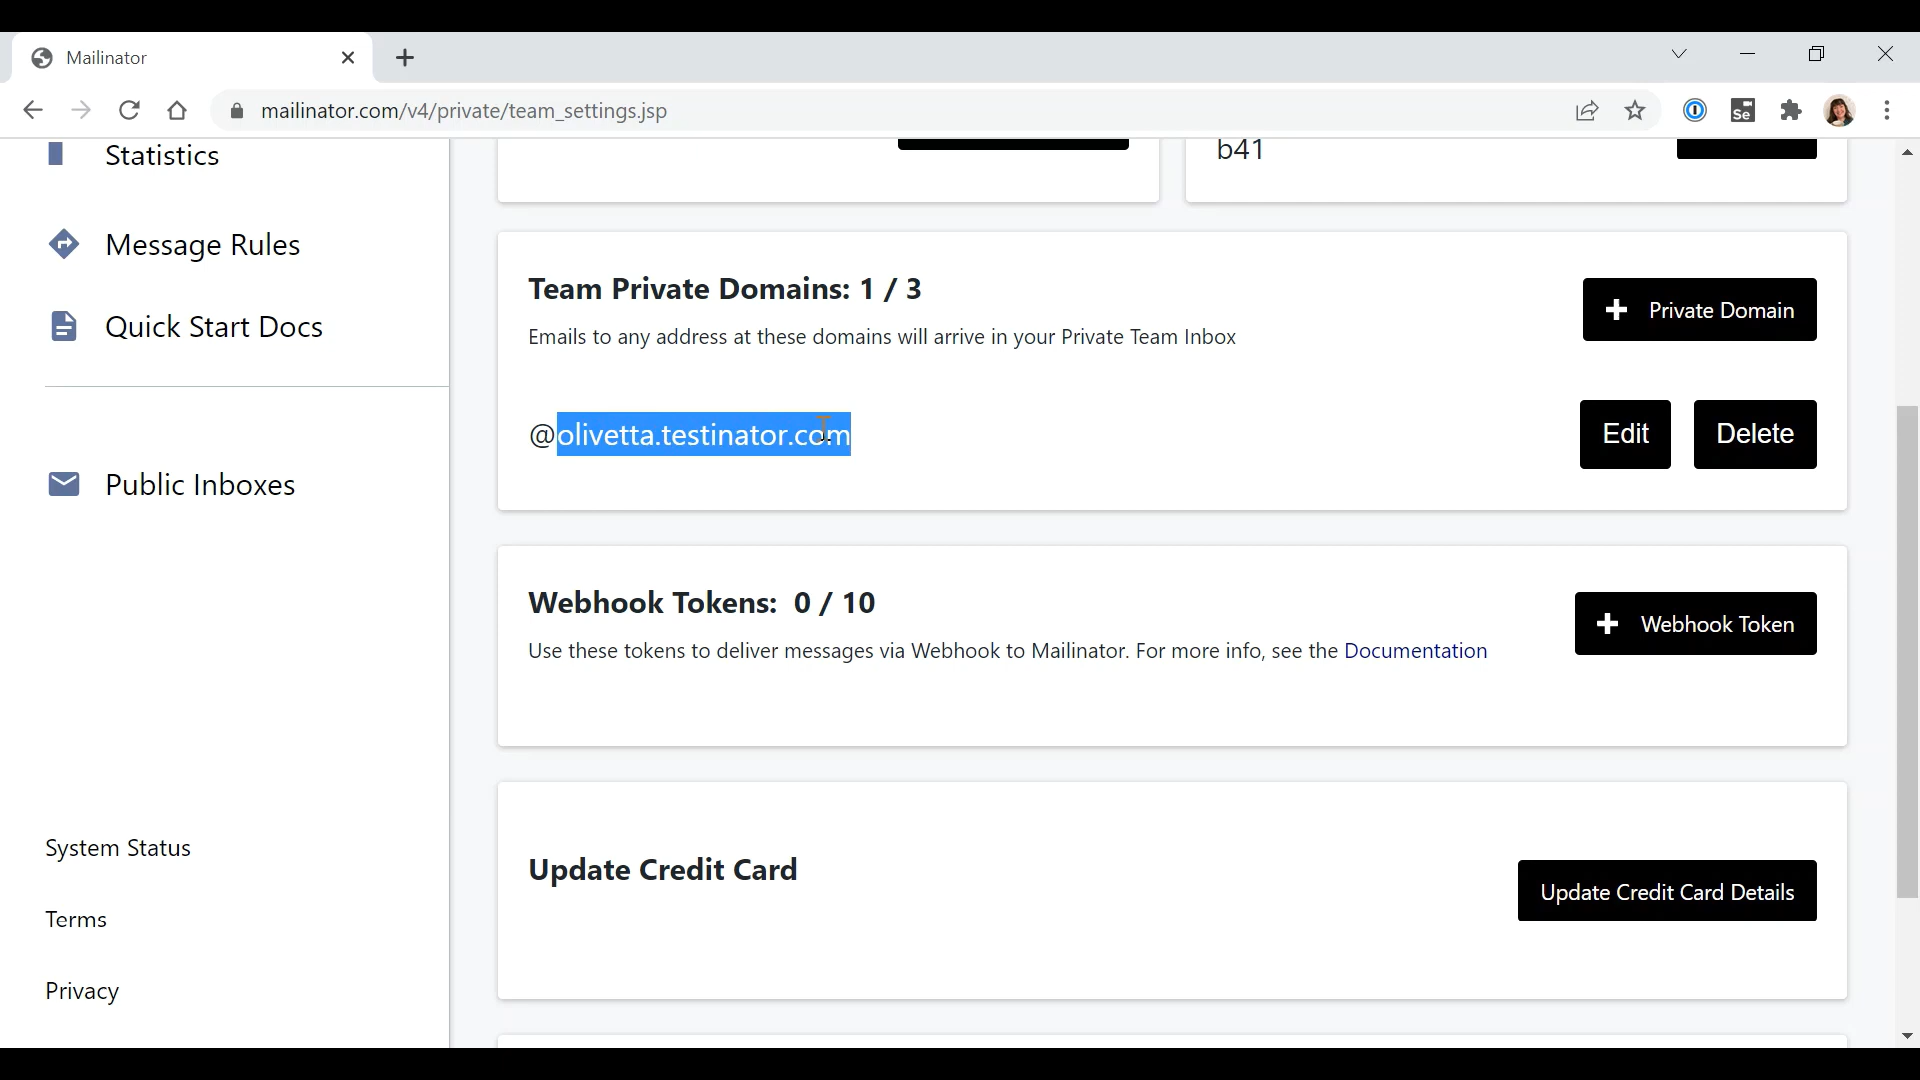 Mailinator
mailinator.com/v4/private/team_settings.jsp
Se
Statistics
b41
Message Rules
Team Private Domains: 1 / 3
Private Domain
Quick Start Docs
Emails to any address at these domains will arrive in your Private Team Inbox
@olivetta.testinator.com
Edit
Delete
Public Inboxes
Webhook Tokens: 0 / 10
Webhook Token
Use these tokens to deliver messages via Webhook to Mailinator. For more info, see the Documentation
System Status
Update Credit Card
Update Credit Card Details
Terms
Privacy